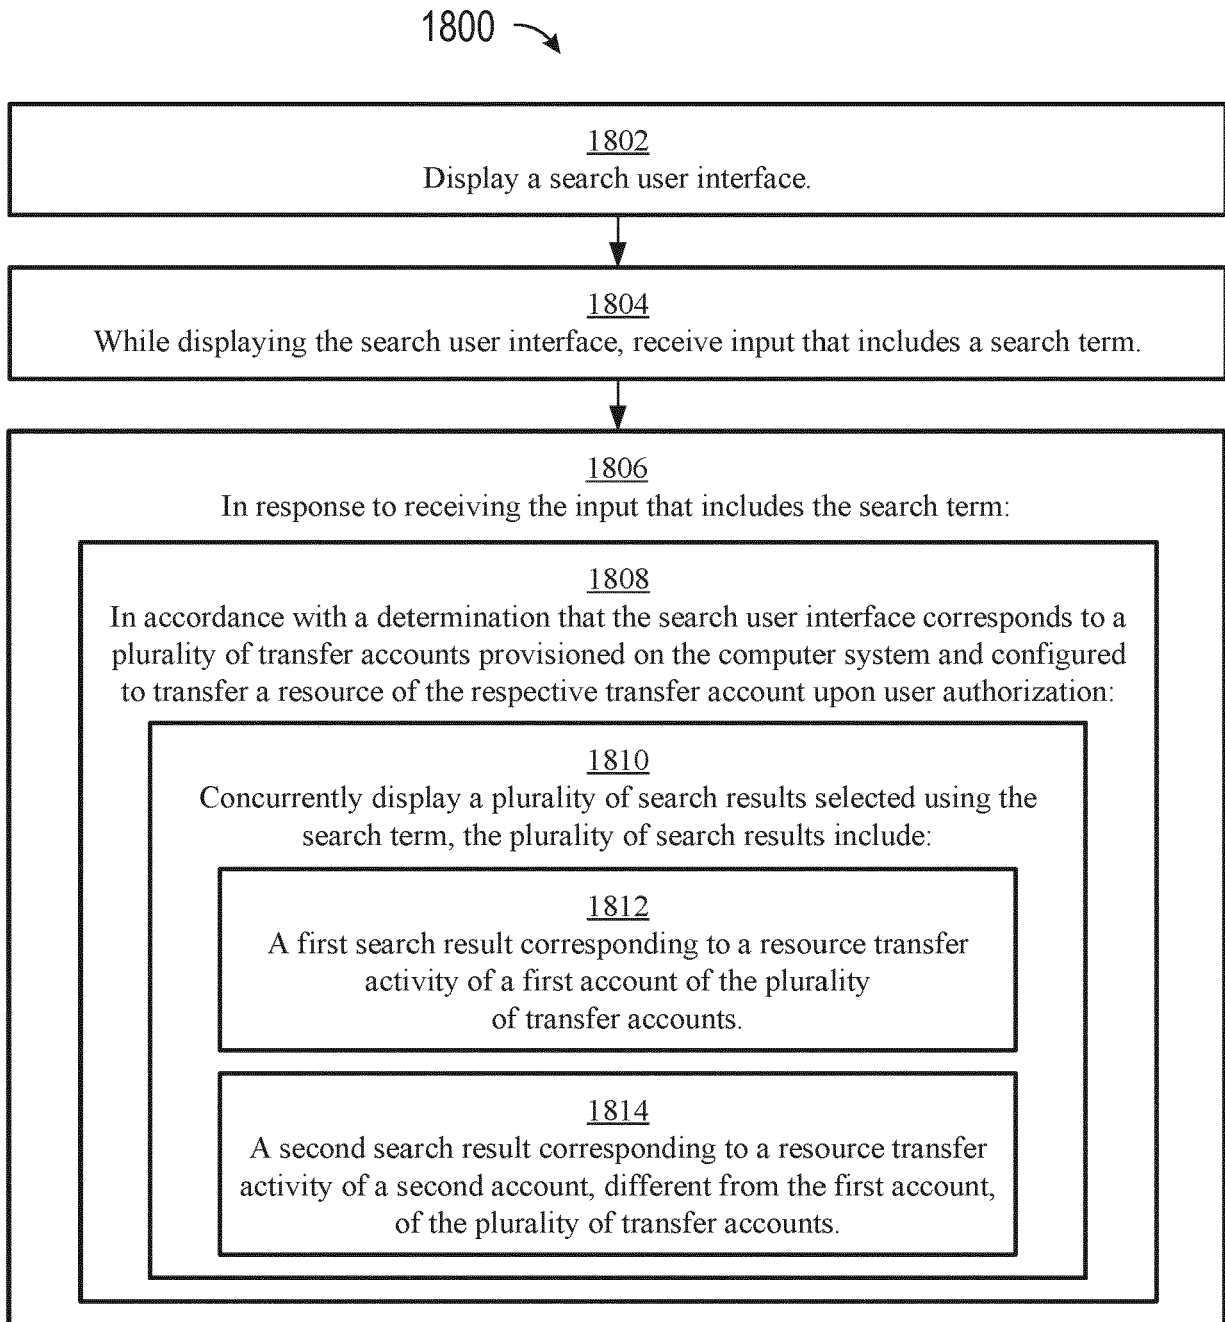 1800
1802
Display a search user interface.
1804
While displaying the search user interface, receive input that includes a search term.
1806
In response to receiving the input that includes the search term:
1808
In accordance with a determination that the search user interface corresponds to a
plurality of transfer accounts provisioned on the computer system and configured
to transfer a resource of the respective transfer account upon user authorization:
1810
Concurrently display a plurality of search results selected using the
search term, the plurality of search results include:
1812
A first search result corresponding to a resource transfer
activity of a first account of the plurality
of transfer accounts.
1814
A second search result corresponding to a resource transfer
activity of a second account, different from the first account,
of the plurality of transfer accounts.